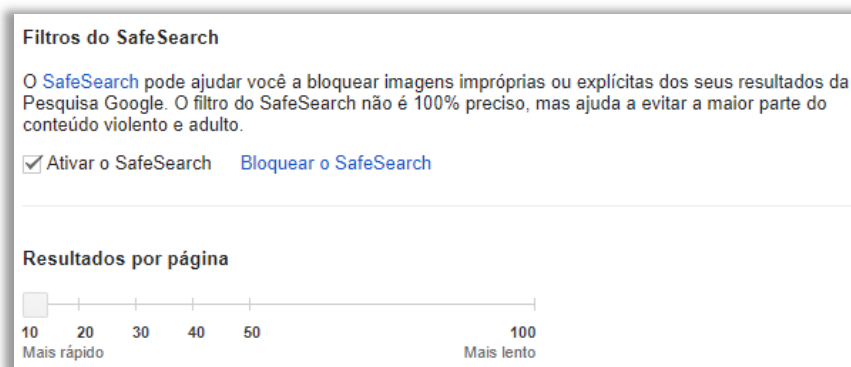 Filtros do SafeSearch
O SafeSearch pode ajudar você a bloquear imagens impróprias ou explícitas dos seus resultados da
Pesquisa Google. O filtro do SafeSearch não é 100% preciso, mas ajuda a evitar a maior parte do
conteúdo violento e adulto.
Ativar o SafeSearch Bloquear o SafeSearch
Resultados por página
10 20 30 40 50 100
Mais rápido Mais lento